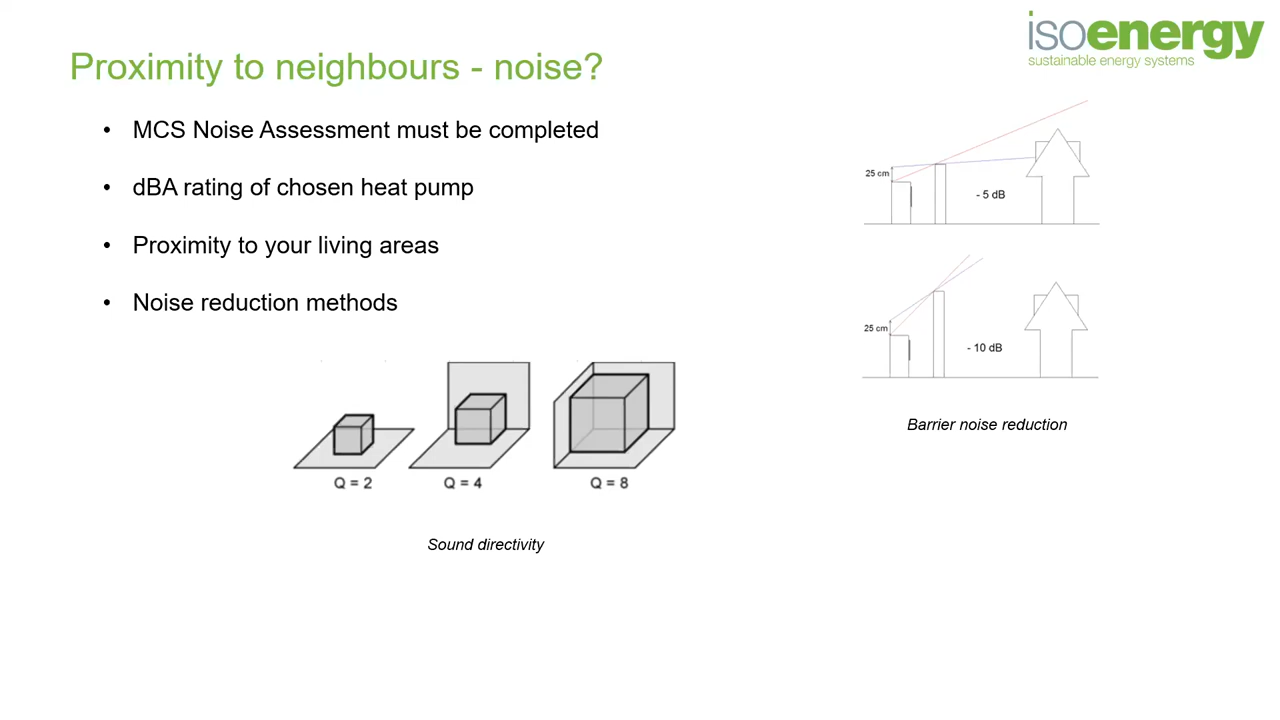 isoenergy
sustainable energy systems
Proximity to neighbours - noise?
• MCS Noise Assessment must be completed
• dBA rating of chosen heat pump
• Proximity to your living areas
• Noise reduction methods
25 cm
- 5 dB
25 cm
- 10 dB
Barrier noise reduction
Q = 2
Q = 4
Q = 8
Sound directivity